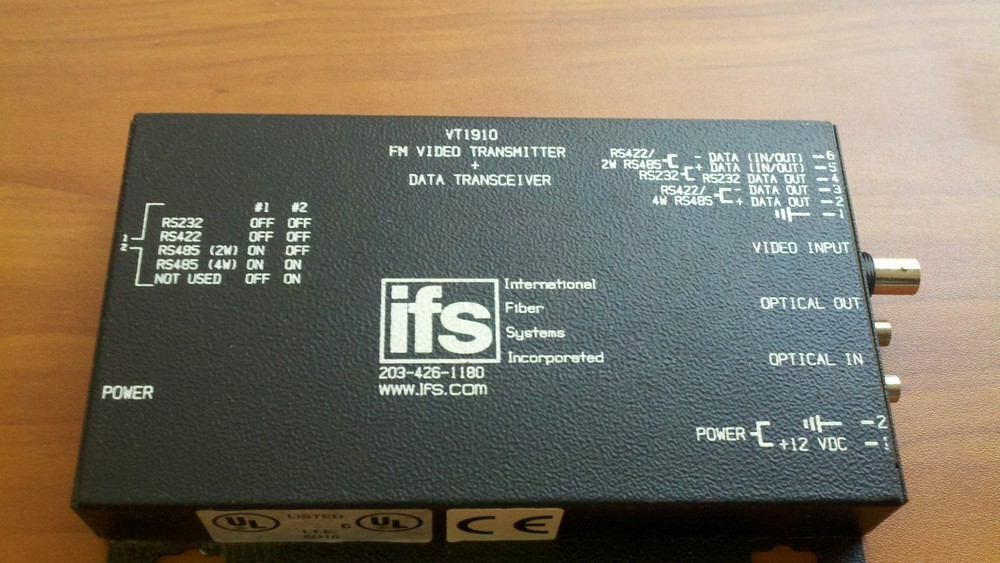 VT1910
FM VIDEO TRANSMITTER
+
DATA TRANSCEIVER
RS422/
2W RS485
- DATA (IN/OUT) -6
+ DATA (IN/OUT) -5
RS232 RS232 DATA OUT -4
RS422/
4W RS485
- DATA OUT -3
+ DATA OUT -2
-1
#1 #2
RS232 OFF OFF
RS422 OFF OFF
RS485 (2W) ON OFF
RS485 (4W) ON ON
NOT USED OFF ON
1
2
VIDEO INPUT
OPTICAL OUT
OPTICAL IN
ifs
International
Fiber
Systems
Incorporated
203-426-1180
www.ifs.com
POWER
POWER
-2
+12 VDC -1
UL LISTED C UL
I.T.E.
CE